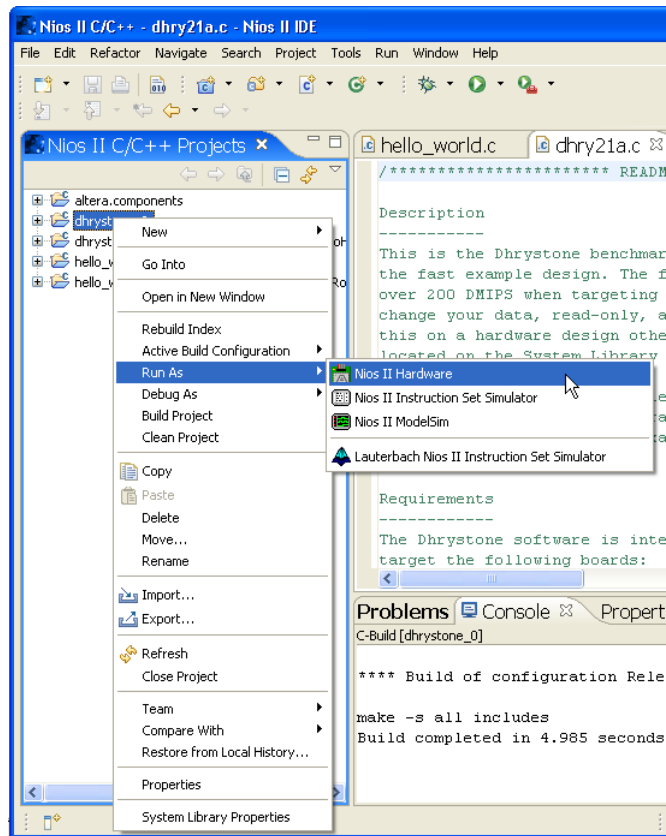 Nios II C/C++ - dhry21a.c - Nios II IDE
File Edit Refactor Navigate Search Project Tools Run Window Help
Nios II C/C++ Projects
altera.components
dhryst
dhryst
hello_w
hello_w
New
Go Into
Open in New Window
Rebuild Index
Active Build Configuration
Run As
Debug As
Build Project
Clean Project
Copy
Paste
Delete
Move...
Rename
Import...
Export...
Refresh
Close Project
Team
Compare With
Restore from Local History...
Properties
System Library Properties
Nios II Hardware
Nios II Instruction Set Simulator
Nios II ModelSim
Lauterbach Nios II Instruction Set Simulator
hello_world.c dhry21a.c
/*********************** READM
Description
-----------
This is the Dhrystone benchmar
the fast example design. The f
over 200 DMIPS when targeting
change your data, read-only, a
this on a hardware design othe
located on the System Library
Requirements
------------
The Dhrystone software is inte
target the following boards:
Problems Console Propert
C-Build [dhrystone_0]
**** Build of configuration Rele
make -s all includes
Build completed in 4.985 seconds